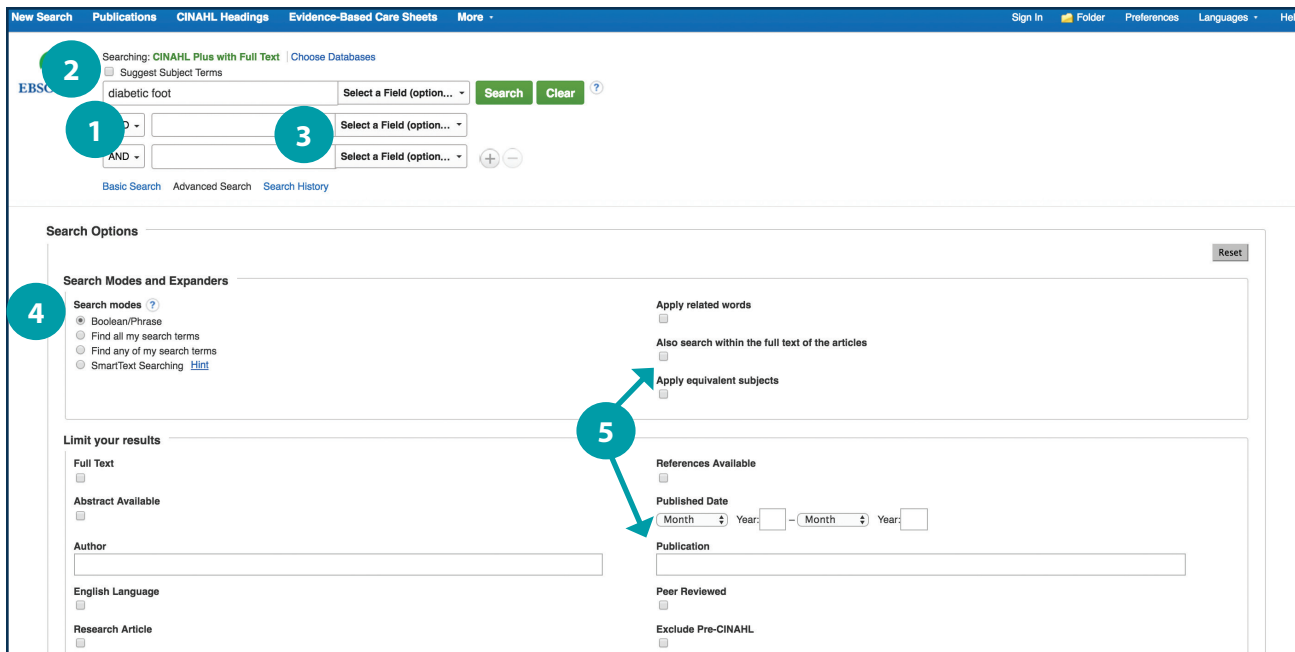 New Search Publications CINAHL Headings Evidence-Based Care Sheets More Sign In Folder Preferences Languages
Searching: CINAHL Plus with Full Text Choose Databases
2 Suggest Subject Terms
diabetic foot Select a Field (option... Search Clear ?
1 3 Select a Field (option...
AND Select a Field (option... + −
Basic Search Advanced Search Search History
Search Options
Reset
Search Modes and Expanders
4 Search modes ? Apply related words
Boolean/Phrase
Find all my search terms
Also search within the full text of the articles
Find any of my search terms
SmartText Searching Hint
Apply equivalent subjects
5
Limit your results
Full Text References Available
Abstract Available Published Date
Month Year: – Month Year:
Author Publication
English Language Peer Reviewed
Research Article Exclude Pre-CINAHL